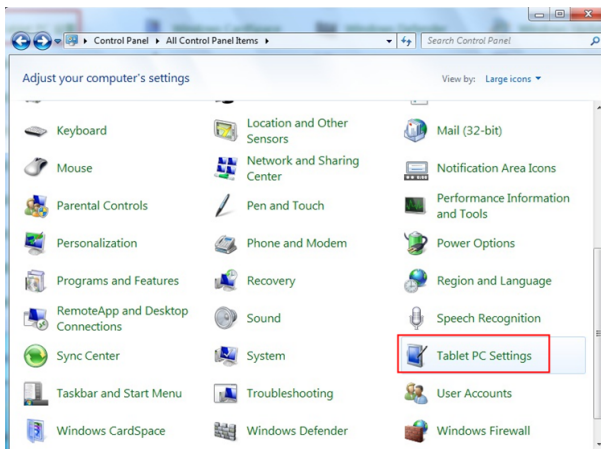 Control Panel ▸ All Control Panel Items ▸
Search Control Panel
Adjust your computer's settings
View by: Large icons
Keyboard
Location and Other
Sensors
Mail (32-bit)
Mouse
Network and Sharing
Center
Notification Area Icons
Parental Controls
Pen and Touch
Performance Information
and Tools
Personalization
Phone and Modem
Power Options
Programs and Features
Recovery
Region and Language
RemoteApp and Desktop
Connections
Sound
Speech Recognition
Sync Center
System
Tablet PC Settings
Taskbar and Start Menu
Troubleshooting
User Accounts
Windows CardSpace
Windows Defender
Windows Firewall